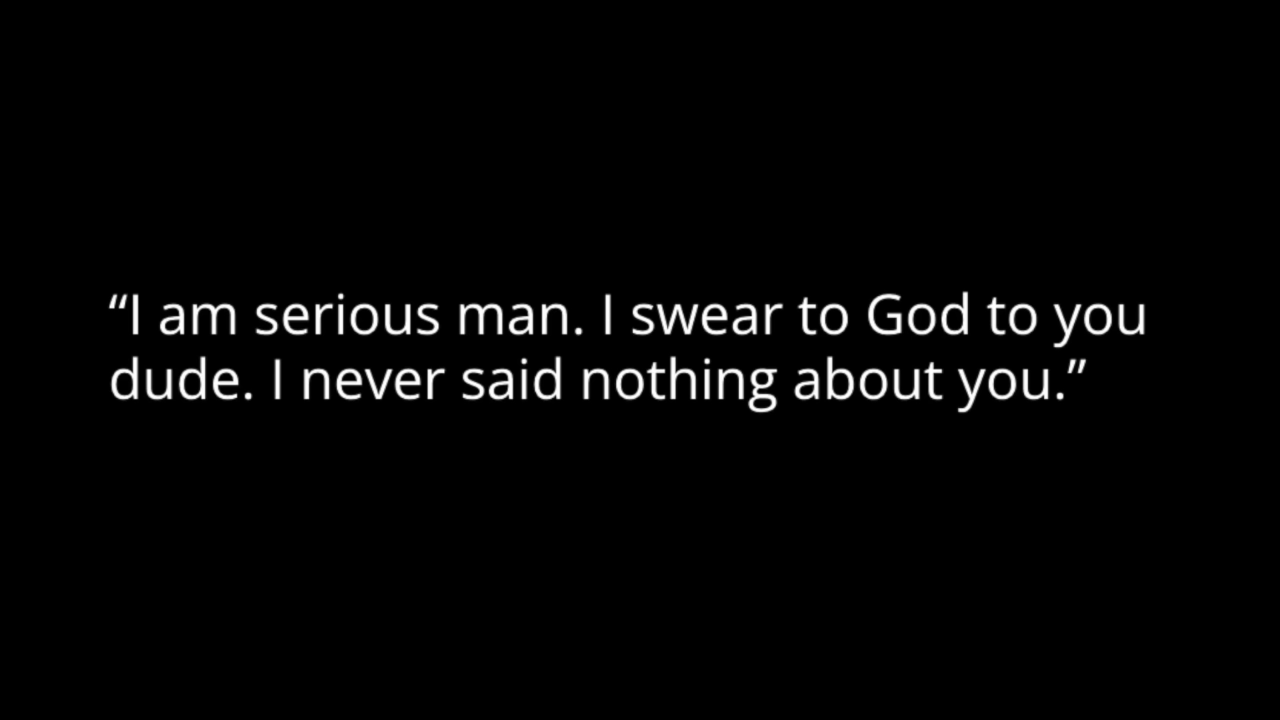 “I am serious man. I swear to God to you
dude. I never said nothing about you.”